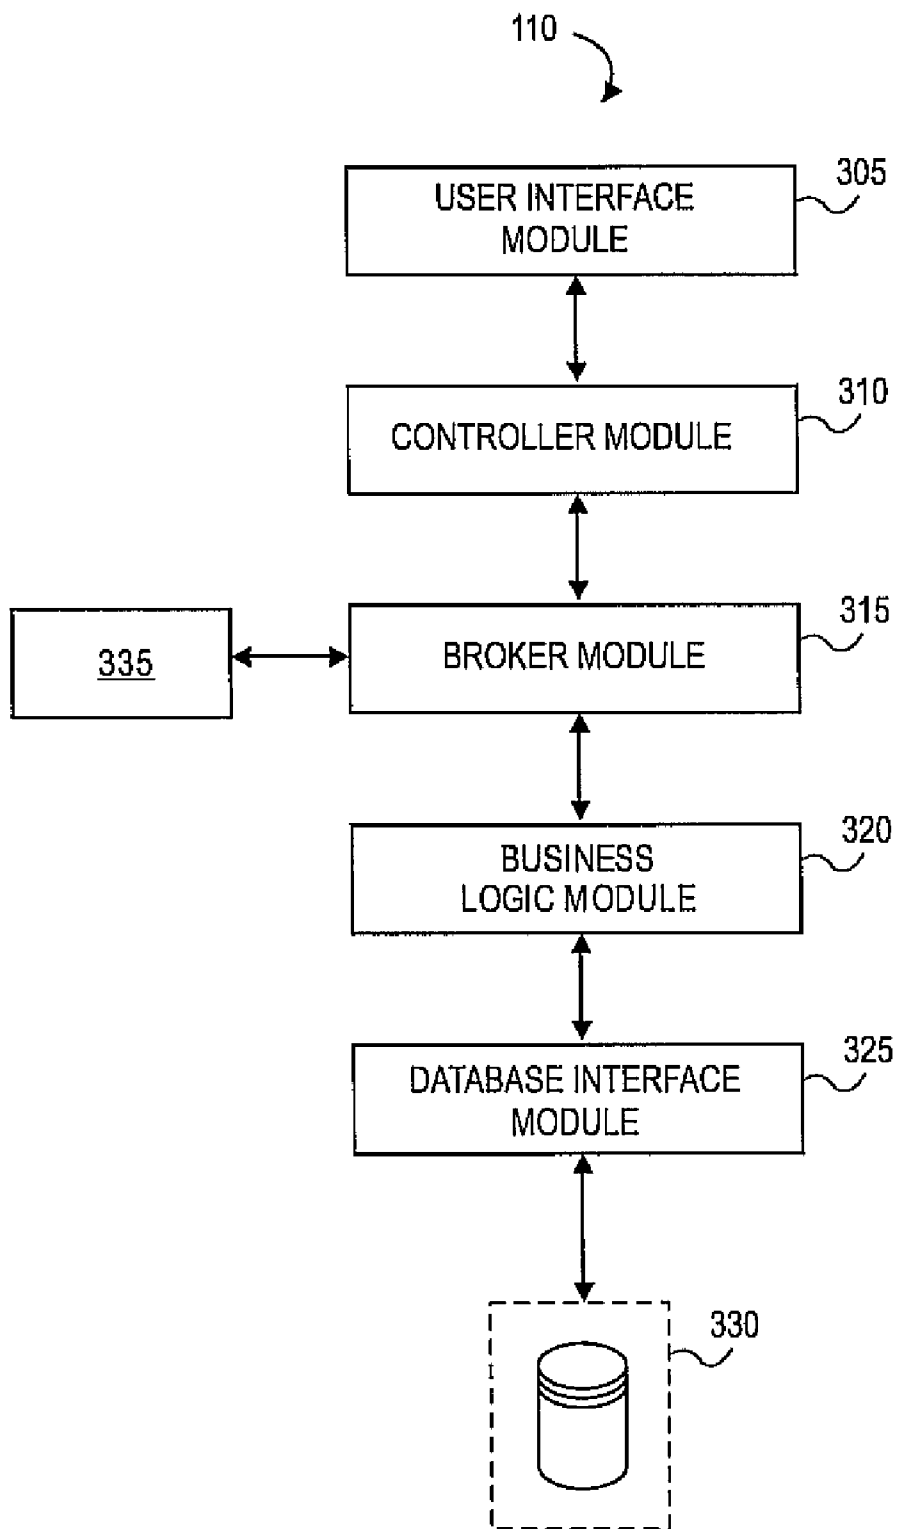 110
305
USER INTERFACE
MODULE
310
CONTROLLER MODULE
315
335
BROKER MODULE
320
BUSINESS
LOGIC MODULE
325
DATABASE INTERFACE
MODULE
330